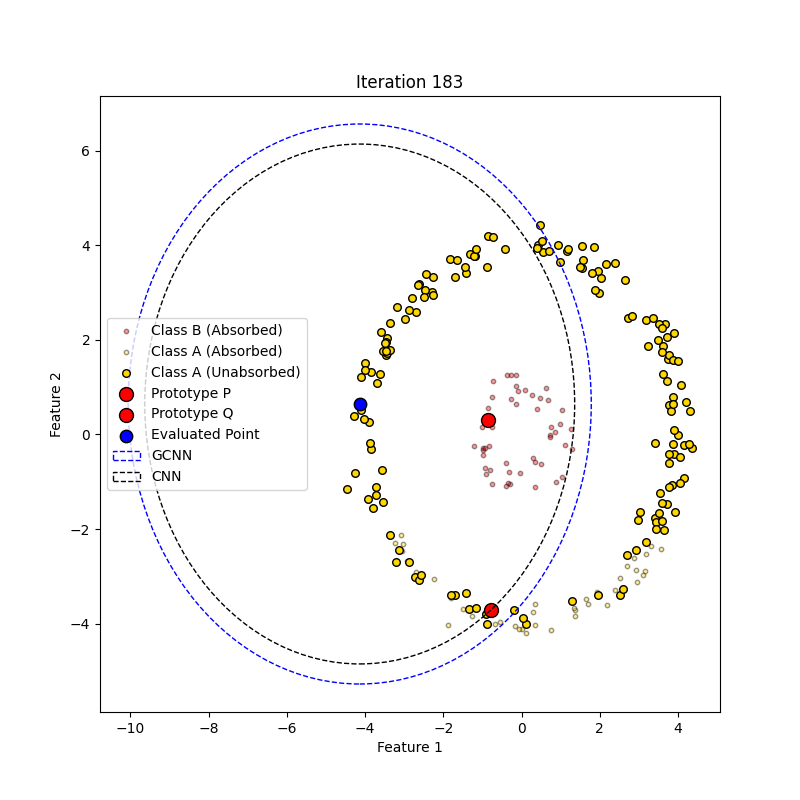 Iteration 183
6
4
2
0
−2
−4
Feature 2
Class B (Absorbed)
Class A (Absorbed)
Class A (Unabsorbed)
Prototype P
Prototype Q
Evaluated Point
GCNN
CNN
−10 −8 −6 −4 −2 0 2 4
Feature 1